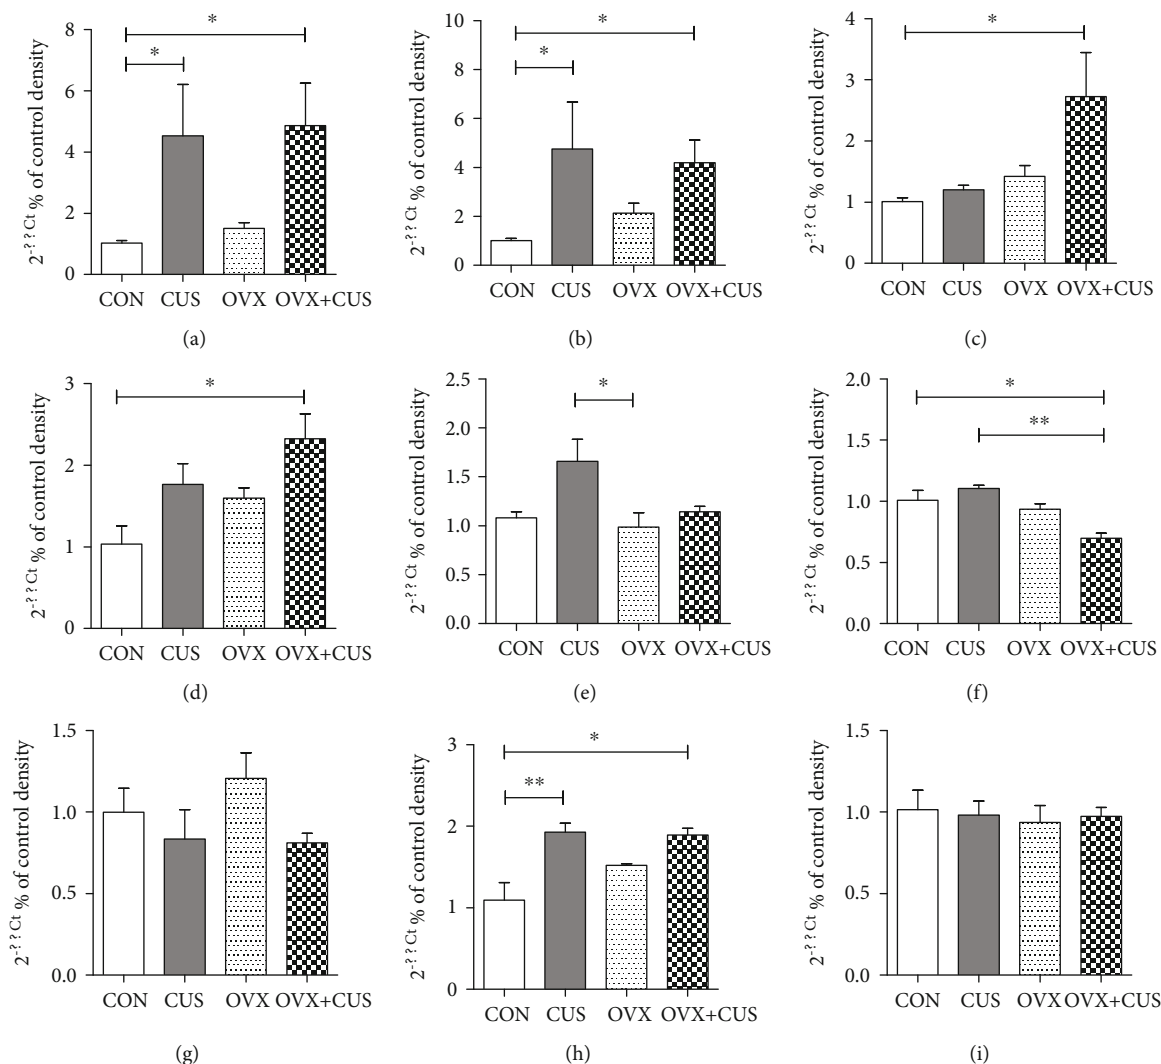 2^-??Ct % of control density
8
6
4
2
0
*
*
CON CUS OVX OVX+CUS
(a)
2^-??Ct % of control density
10
8
6
4
2
0
*
*
CON CUS OVX OVX+CUS
(b)
2^-??Ct % of control density
4
3
2
1
0
*
CON CUS OVX OVX+CUS
(c)
2^-??Ct % of control density
3
2
1
0
*
CON CUS OVX OVX+CUS
(d)
2^-??Ct % of control density
2.5
2.0
1.5
1.0
0.5
0.0
*
CON CUS OVX OVX+CUS
(e)
2^-??Ct % of control density
2.0
1.5
1.0
0.5
0.0
*
**
CON CUS OVX OVX+CUS
(f)
2^-??Ct % of control density
1.5
1.0
0.5
0.0
CON CUS OVX OVX+CUS
(g)
2^-??Ct % of control density
3
2
1
0
*
**
CON CUS OVX OVX+CUS
(h)
2^-??Ct % of control density
1.5
1.0
0.5
0.0
CON CUS OVX OVX+CUS
(i)